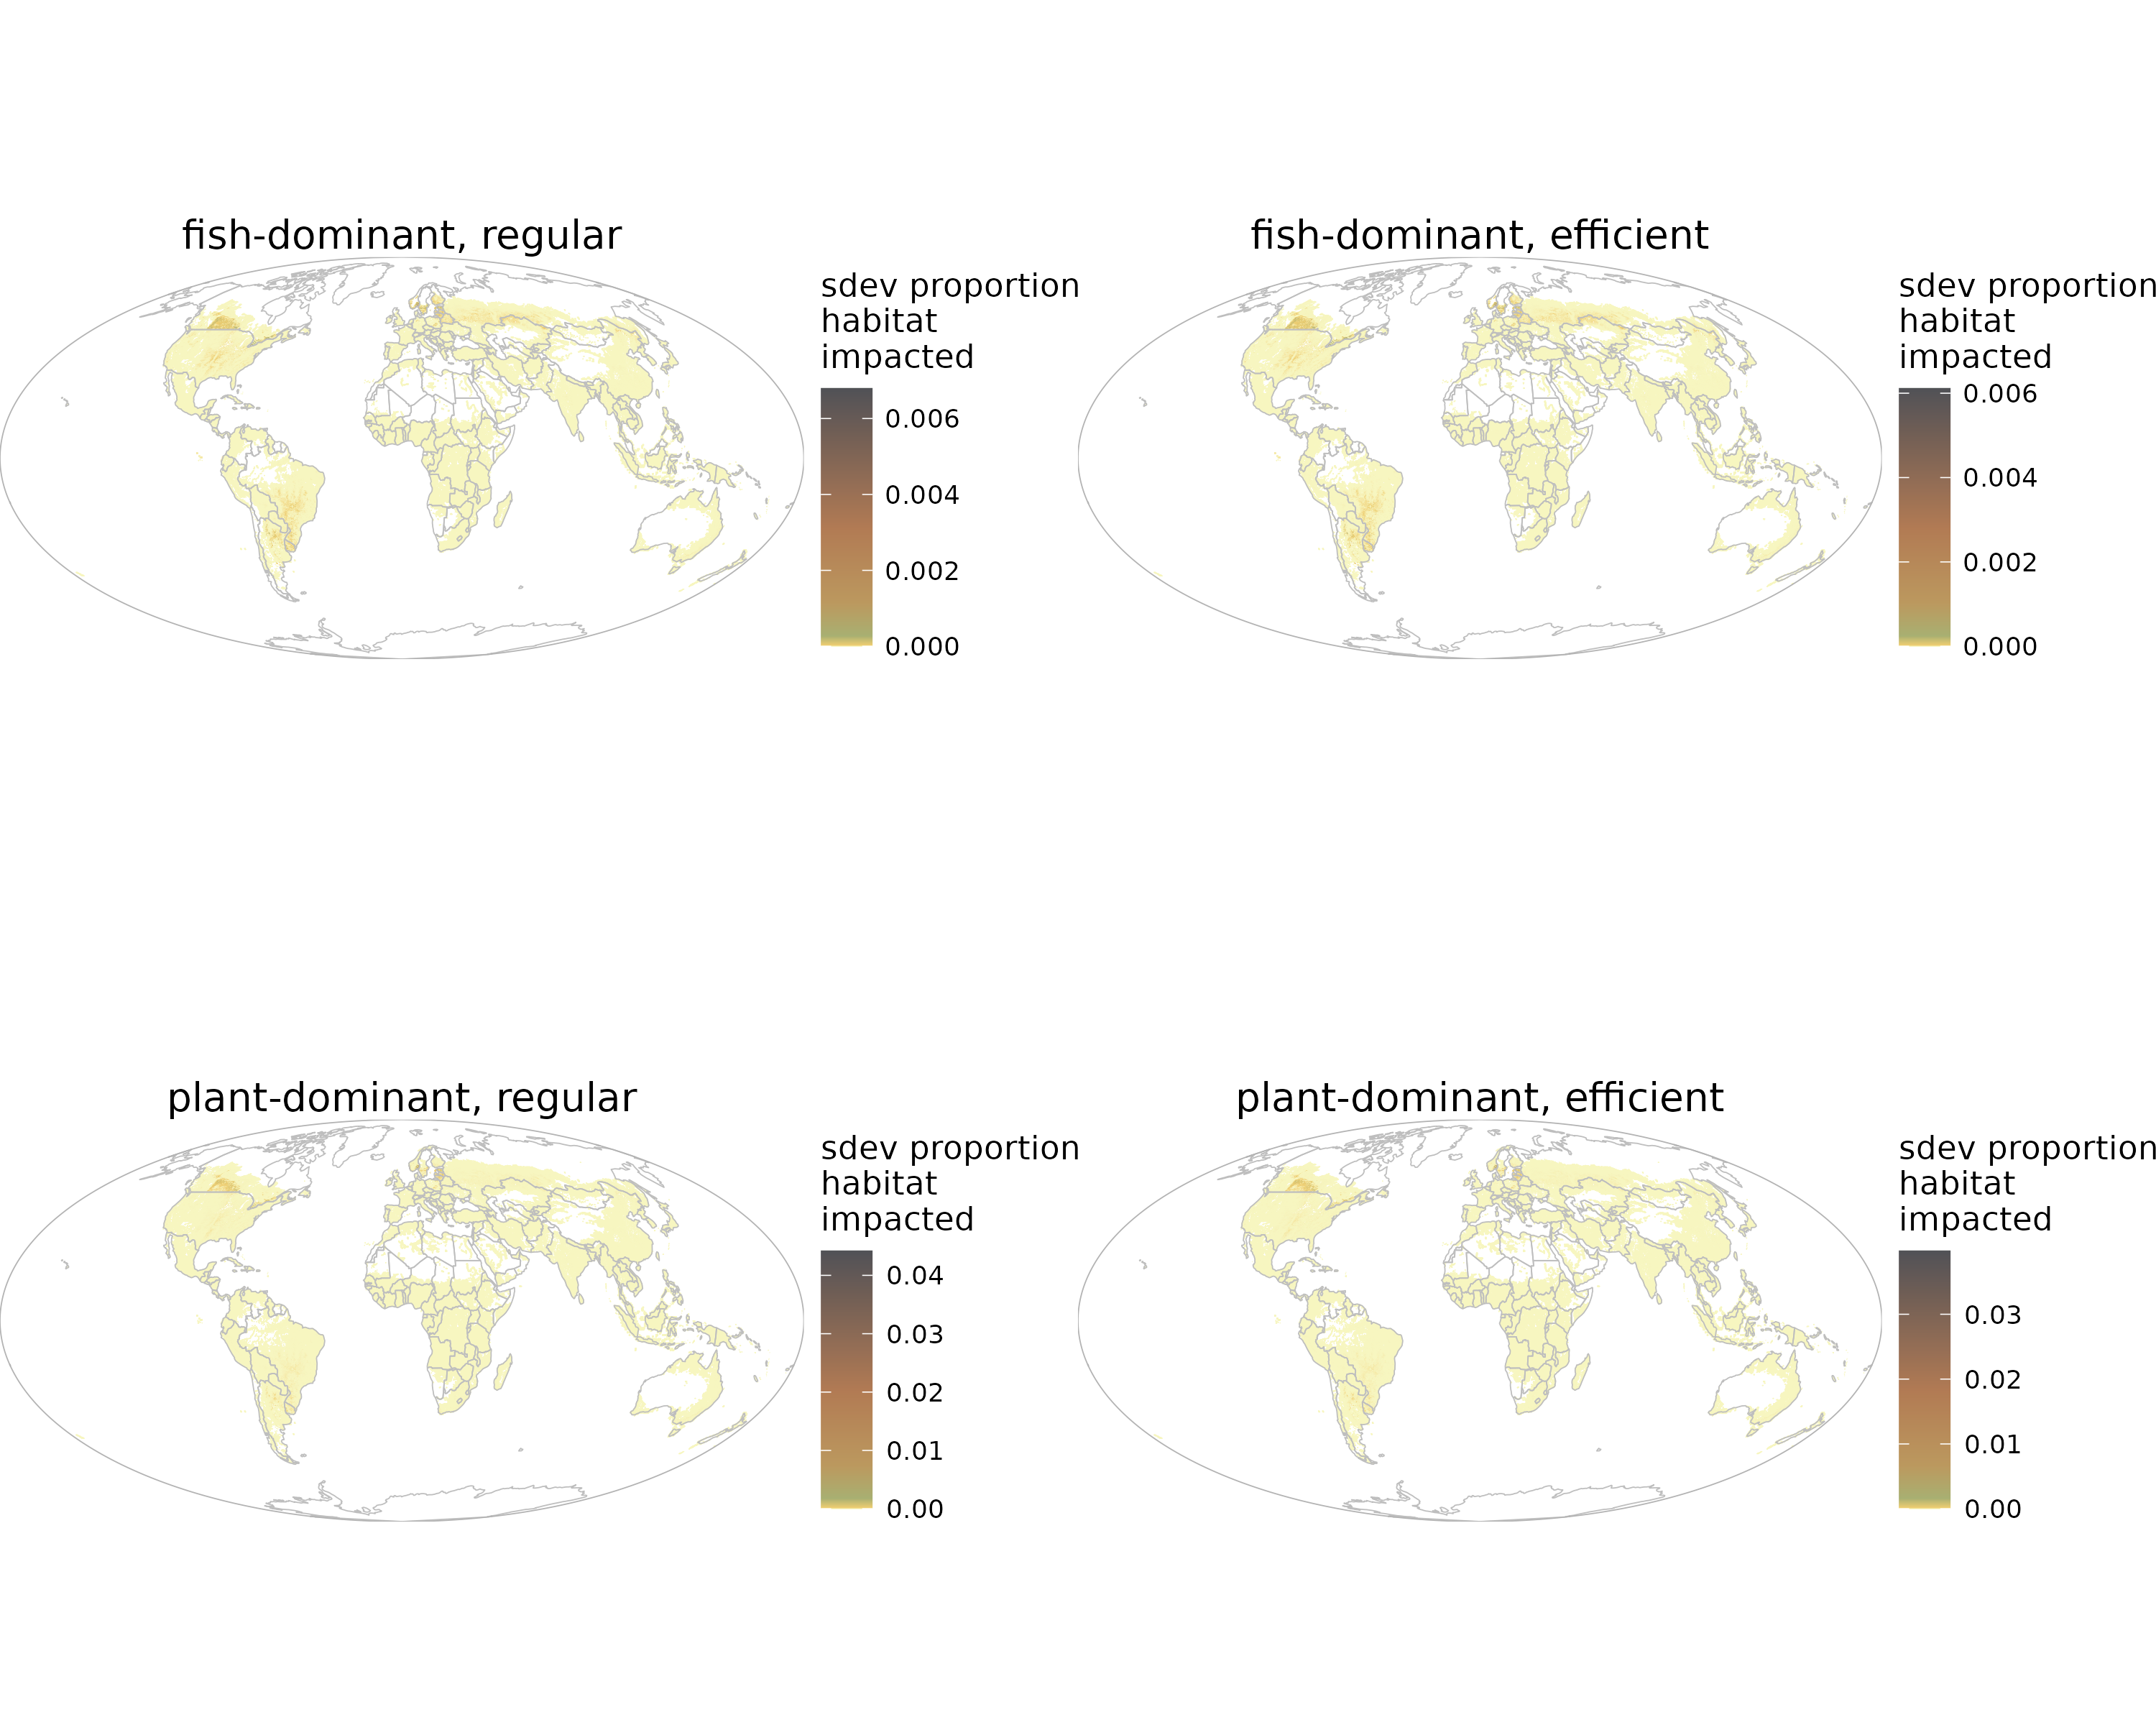 fish-dominant, regular
sdev proportion
habitat
impacted
0.006
0.004
0.002
0.000
fish-dominant, efficient
sdev proportion
habitat
impacted
0.006
0.004
0.002
0.000
plant-dominant, regular
sdev proportion
habitat
impacted
0.04
0.03
0.02
0.01
0.00
plant-dominant, efficient
sdev proportion
habitat
impacted
0.03
0.02
0.01
0.00